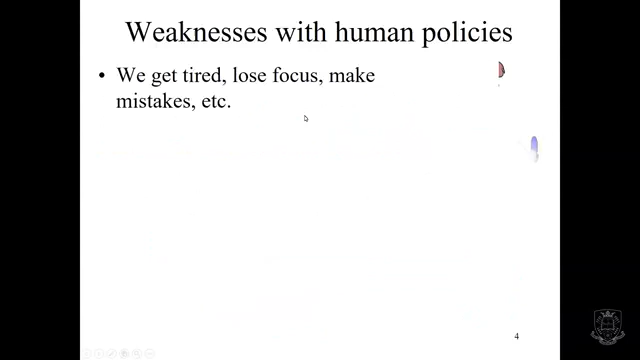 Weaknesses with human policies
• We get tired, lose focus, make
mistakes, etc.
4